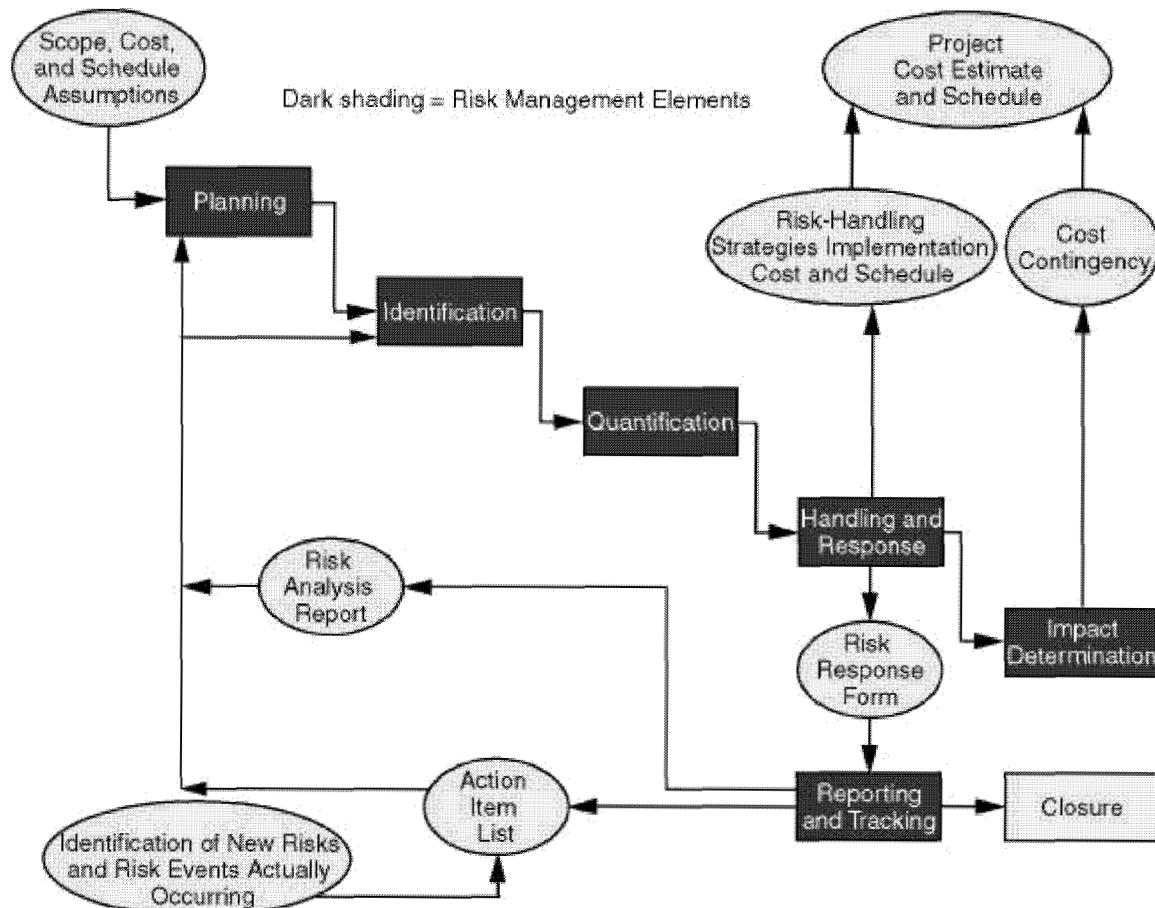 Scope, Cost,
and Schedule
Assumptions
Project
Cost Estimate
and Schedule
Dark shading = Risk Management Elements
Planning
Risk-Handling
Strategies Implementation
Cost and Schedule
Cost
Contingency
Identification
Quantification
Handling and
Response
Risk
Analysis
Report
Impact
Determination
Risk
Response
Form
Action
Item
List
Reporting
and Tracking
Closure
Identification of New Risks
and Risk Events Actually
Occurring